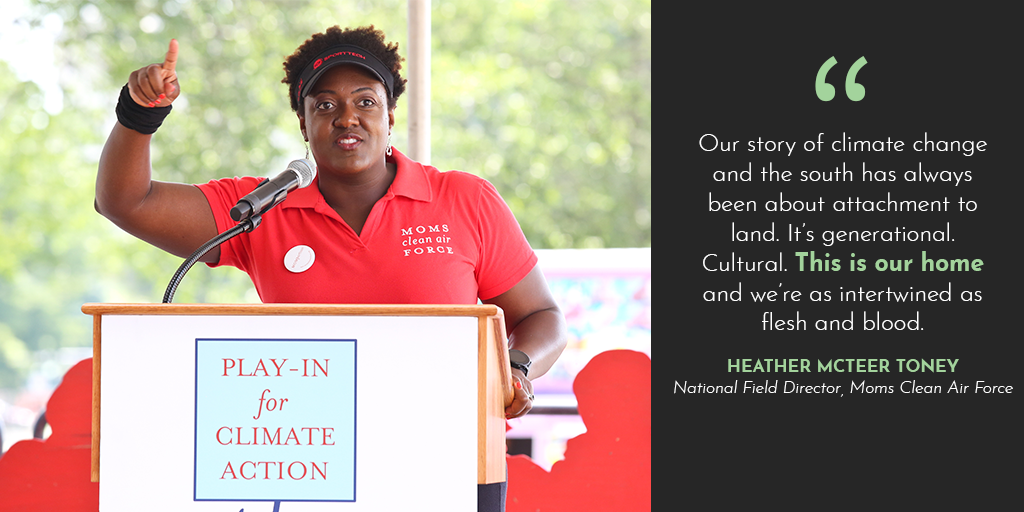 SPORTTECH
MOMS
clean air
FORCE
PLAY-IN
for
CLIMATE
ACTION
“
Our story of climate change
and the south has always
been about attachment to
land. It’s generational.
Cultural. This is our home
and we’re as intertwined as
flesh and blood.
HEATHER MCTEER TONEY
National Field Director, Moms Clean Air Force